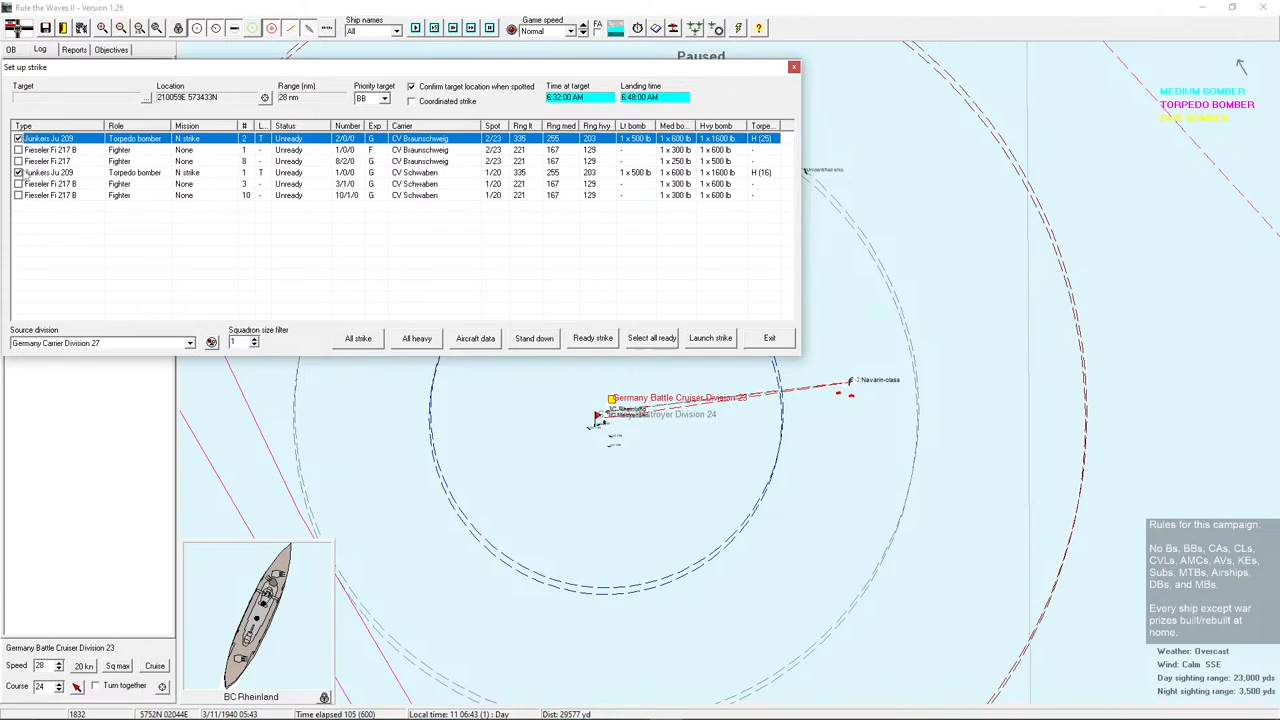 Rule the Waves II - Version 1.26
Ship names
All
Game speed
Normal
FA
OB Log Reports Objectives
Paused
Set up strike
Target Location Range (nm) Priority target Confirm target location when spotted Time at target Landing time
210059E 573433N 28 nm BB Coordinated strike 6:32:00 AM 6:48:00 AM
Type Role Mission # L... Status Number Exp Carrier Spot Rng lt Rng med Rng hvy Lt bomb Med bo... Hvy bomb Torpe...
Junkers Ju 209 Torpedo bomber N strike 2 T Unready 2/0/0 G CV Braunschweig 2/23 335 255 203 1 x 500 lb 1 x 600 lb 1 x 1600 lb H (25)
Fieseler Fi 217 B Fighter None 1 - Unready 1/0/0 F CV Braunschweig 2/23 221 167 129 - 1 x 300 lb 1 x 600 lb -
Fieseler Fi 217 Fighter None 8 - Unready 8/2/0 G CV Braunschweig 2/23 221 167 129 - 1 x 250 lb 1 x 500 lb -
Junkers Ju 209 Torpedo bomber N strike 1 T Unready 1/0/0 G CV Schwaben 1/20 335 255 203 1 x 500 lb 1 x 600 lb 1 x 1600 lb H (16)
Fieseler Fi 217 B Fighter None 3 - Unready 3/1/0 G CV Schwaben 1/20 221 167 129 - 1 x 300 lb 1 x 600 lb -
Fieseler Fi 217 B Fighter None 10 - Unready 10/1/0 G CV Schwaben 1/20 221 167 129 - 1 x 300 lb 1 x 600 lb -
Source division
Germany Carrier Division 27
Squadron size filter
1
All strike All heavy Aircraft data Stand down Ready strike Select all ready Launch strike Exit
MEDIUM BOMBER
TORPEDO BOMBER
Unidentified ship
Navarin-class
Germany Battle Cruiser Division 23
Destroyer Division 24
Rules for this campaign:
No Bs, BBs, CAs, CLs,
CVLs, AMCs, AVs, KEs,
Subs, MTBs, Airships,
DBs, and MBs.
Every ship except war
prizes built/rebuilt at
home.
Weather: Overcast
Wind: Calm SSE
Day sighting range: 23,000 yds
Night sighting range: 3,500 yds
Germany Battle Cruiser Division 23
Speed 28 20 kn Sq max Cruise
Course 24 Turn together
BC Rheinland
1832 5752N 02044E 3/11/1940 05:43 Time elapsed 105 (600) Local time: 11 06:43 (1) : Day Dist: 29577 yd